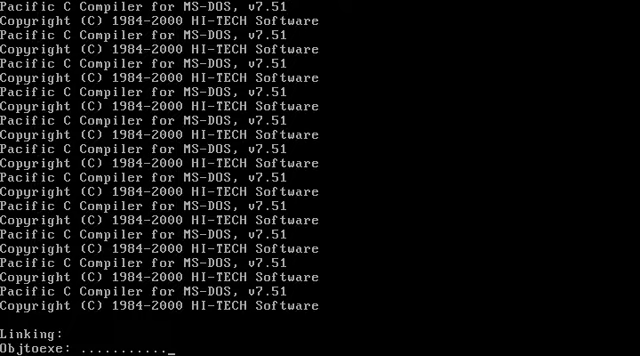 Pacific C Compiler for MS-DOS, v7.51
Copyright (C) 1984-2000 HI-TECH Software
Pacific C Compiler for MS-DOS, v7.51
Copyright (C) 1984-2000 HI-TECH Software
Pacific C Compiler for MS-DOS, v7.51
Copyright (C) 1984-2000 HI-TECH Software
Pacific C Compiler for MS-DOS, v7.51
Copyright (C) 1984-2000 HI-TECH Software
Pacific C Compiler for MS-DOS, v7.51
Copyright (C) 1984-2000 HI-TECH Software
Pacific C Compiler for MS-DOS, v7.51
Copyright (C) 1984-2000 HI-TECH Software
Pacific C Compiler for MS-DOS, v7.51
Copyright (C) 1984-2000 HI-TECH Software
Pacific C Compiler for MS-DOS, v7.51
Copyright (C) 1984-2000 HI-TECH Software
Pacific C Compiler for MS-DOS, v7.51
Copyright (C) 1984-2000 HI-TECH Software
Pacific C Compiler for MS-DOS, v7.51
Copyright (C) 1984-2000 HI-TECH Software
Pacific C Compiler for MS-DOS, v7.51
Copyright (C) 1984-2000 HI-TECH Software
Linking:
Objtoexe: ..........._